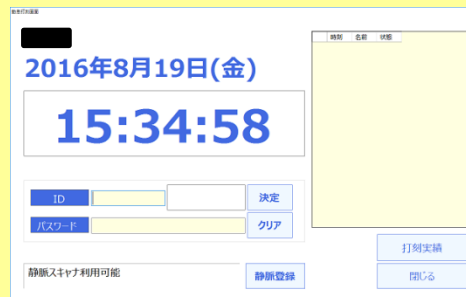 勤怠打刻画面
2016年8月19日(金)
15:34:58
時刻 名前 状態
ID
決定
パスワード
クリア
打刻実績
静脈スキャナ利用可能
静脈登録
閉じる